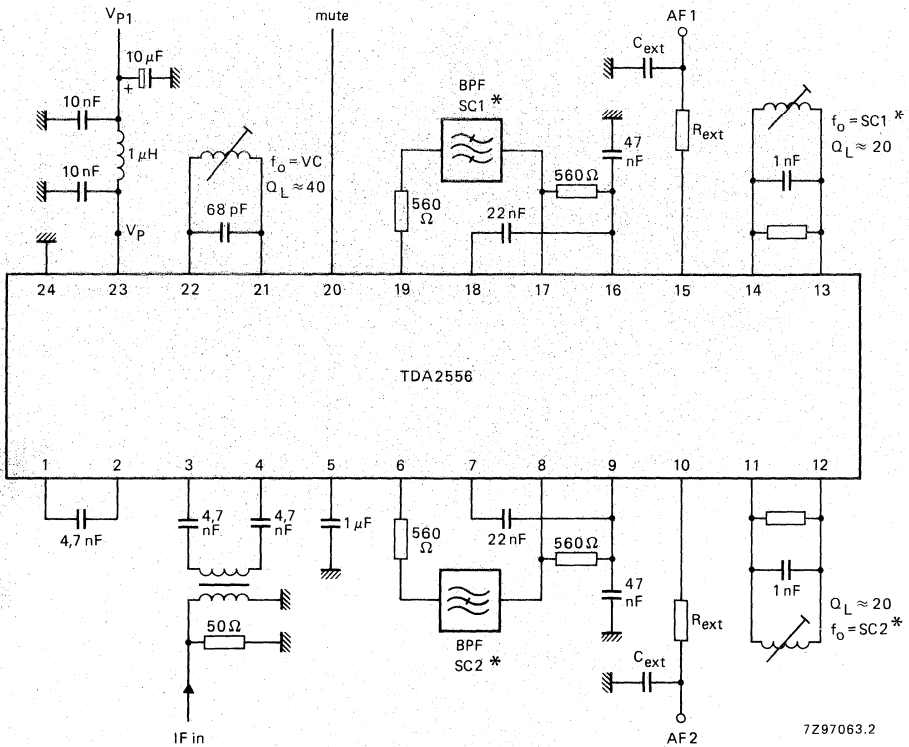 V_P1
mute
AF1
10 μF
+
C_ext
BPF
SC1 *
10 nF
1 μH
10 nF
f_o = VC
Q_L ≈ 40
68 pF
V_P
560
Ω
560 Ω
22 nF
47
nF
R_ext
f_o = SC1 *
Q_L ≈ 20
1 nF
24 23 22 21 20 19 18 17 16 15 14 13
TDA2556
1 2 3 4 5 6 7 8 9 10 11 12
4,7 nF
4,7
nF
4,7
nF
1 μF
560
Ω
22 nF
560 Ω
47
nF
BPF
SC2 *
50 Ω
R_ext
C_ext
1 nF
Q_L ≈ 20
f_o = SC2 *
IF in
AF2
7Z97063.2